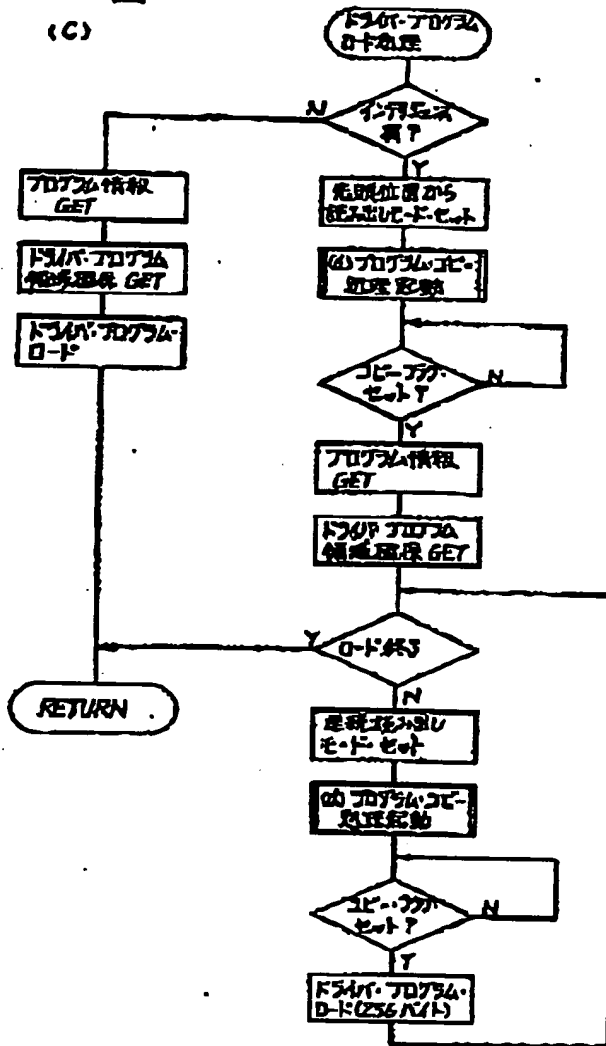 (C)
ドライバ・プログラム
ロード処理
N
インテリジェンス
有?
Y
プログラム情報
GET
先頭位置から
読み出しモード・セット
ドライバ・プログラム
領域確保 GET
(d) プログラム・コピー
処理起動
ドライバ・プログラム・
ロード
コピーフラグ・
セット?
N
Y
プログラム情報
GET
ドライバ プログラム
領域確保 GET
Y
ロード終了
N
RETURN
連続読み出し
モード・セット
(d) プログラム・コピー
処理起動
コピー・フラグ・
セット?
N
Y
ドライバ・プログラム・
ロード(256バイト)